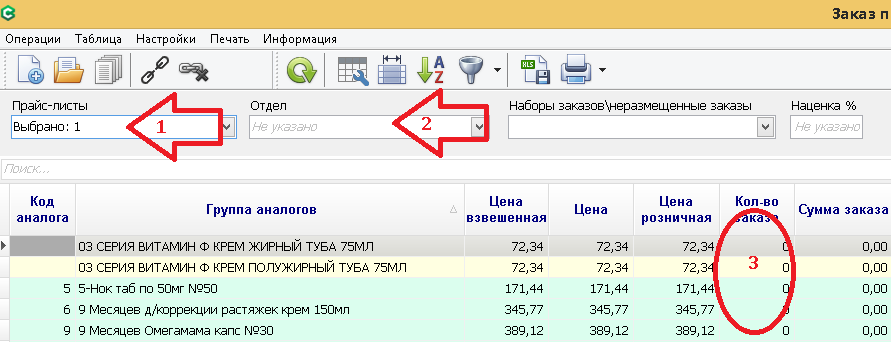 Заказ п
Операции Таблица Настройки Печать Информация
A
Z
NLS
Прайс-листы Отдел Наборы заказов\неразмещенные заказы Наценка %
Выбрано: 1 1 Не указано 2 Не указано
Поиск...
Код аналога Группа аналогов Цена взвешенная Цена Цена розничная Кол-во заказа Сумма заказа
03 СЕРИЯ ВИТАМИН Ф КРЕМ ЖИРНЫЙ ТУБА 75МЛ 72,34 72,34 72,34 0 0,00
3
03 СЕРИЯ ВИТАМИН Ф КРЕМ ПОЛУЖИРНЫЙ ТУБА 75МЛ 72,34 72,34 72,34 0 0,00
5 5-Нок таб по 50мг №50 171,44 171,44 171,44 0 0,00
6 9 Месяцев д/коррекции растяжек крем 150мл 345,77 345,77 345,77 0 0,00
9 9 Месяцев Омегамама капс №30 389,12 389,12 389,12 0 0,00